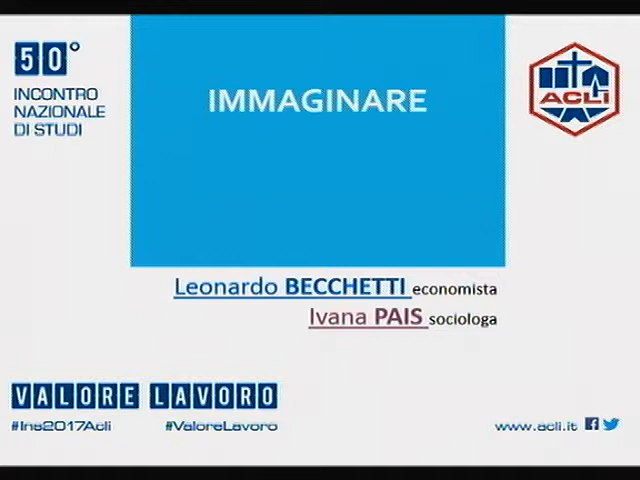 50°
INCONTRO
NAZIONALE
DI STUDI
IMMAGINARE
ACLI
Leonardo BECCHETTI economista
Ivana PAIS sociologa
VALORE LAVORO
#Ins2017Acli #ValoreLavoro
www.acli.it